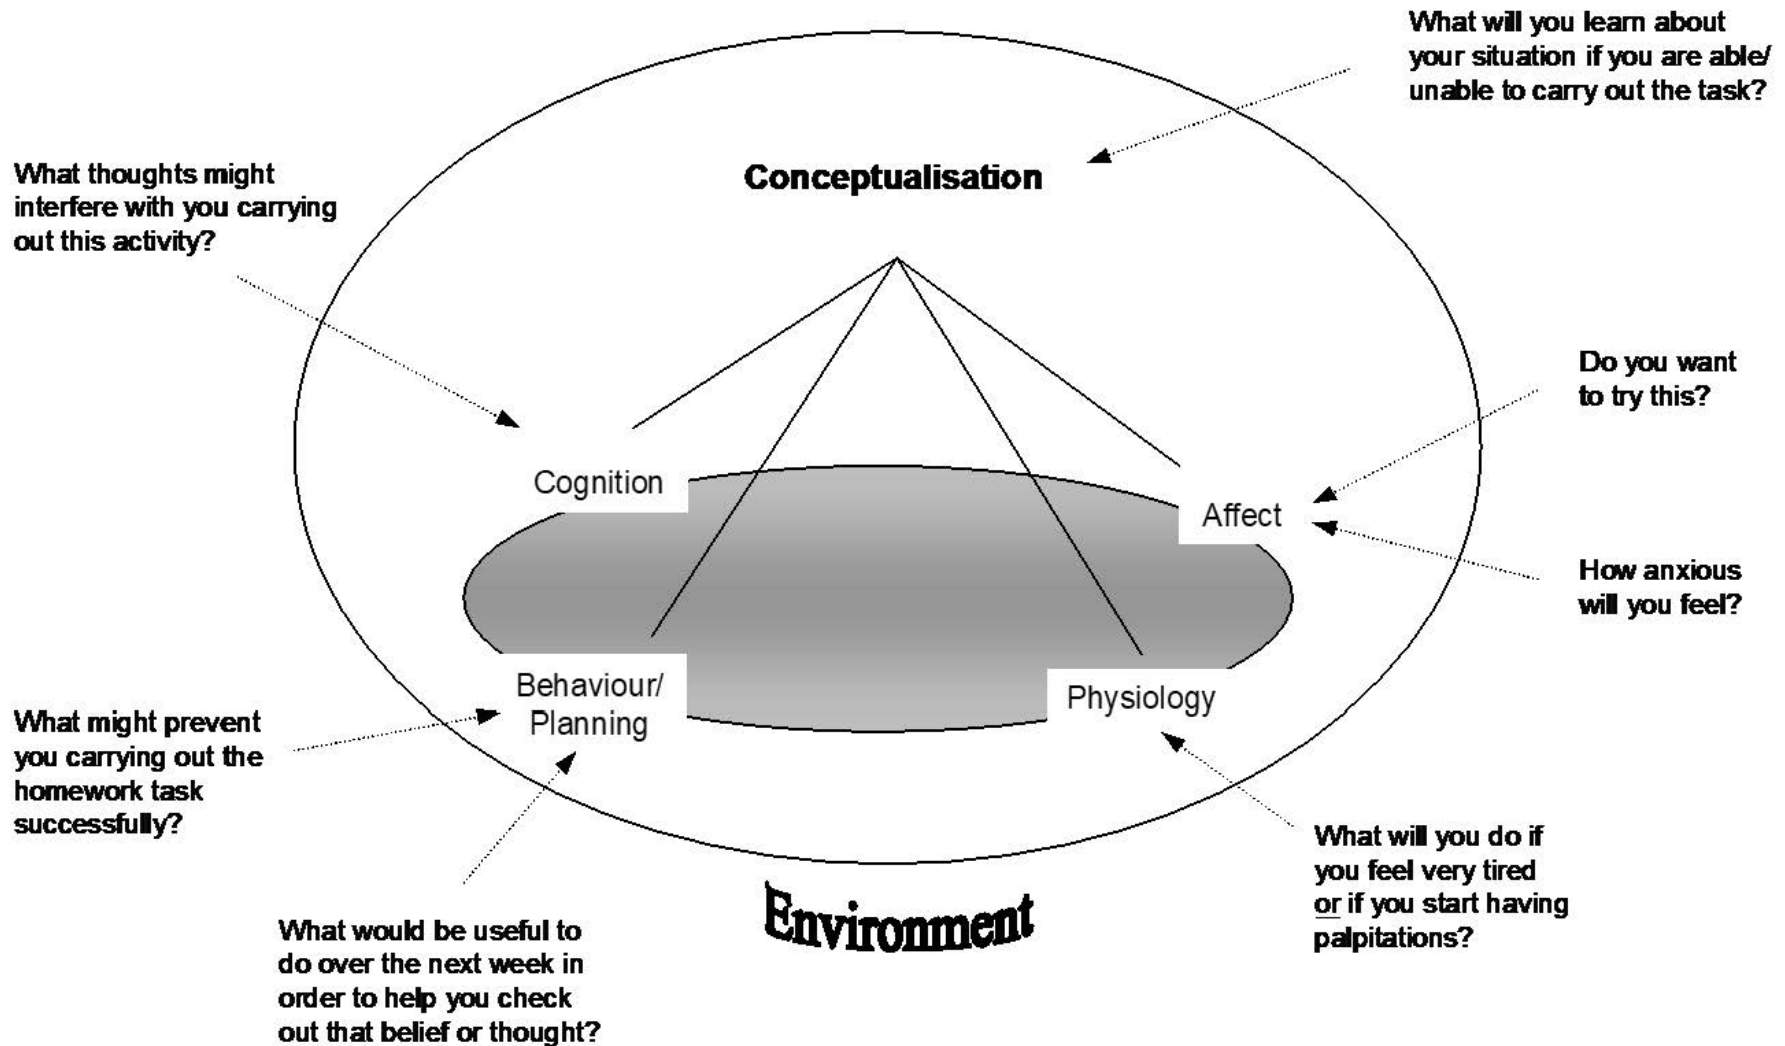 What will you learn about
your situation if you are able/
unable to carry out the task?
What thoughts might
interfere with you carrying
out this activity?
Conceptualisation
Do you want
to try this?
Cognition
Affect
How anxious
will you feel?
Behaviour/
Planning
Physiology
What might prevent
you carrying out the
homework task
successfully?
What will you do if
you feel very tired
or if you start having
palpitations?
Environment
What would be useful to
do over the next week in
order to help you check
out that belief or thought?